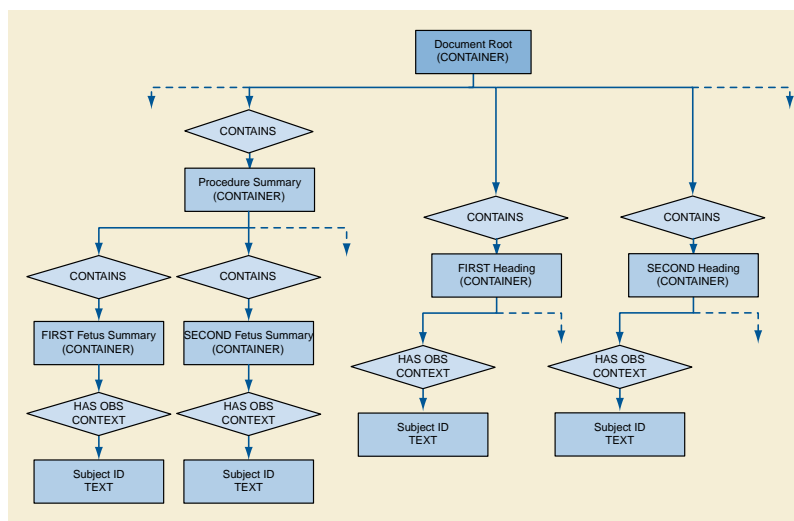 Document Root
(CONTAINER)
CONTAINS
Procedure Summary
(CONTAINER)
CONTAINS
CONTAINS
CONTAINS
CONTAINS
FIRST Heading
(CONTAINER)
SECOND Heading
(CONTAINER)
FIRST Fetus Summary
(CONTAINER)
SECOND Fetus Summary
(CONTAINER)
HAS OBS
CONTEXT
HAS OBS
CONTEXT
HAS OBS
CONTEXT
HAS OBS
CONTEXT
Subject ID
TEXT
Subject ID
TEXT
Subject ID
TEXT
Subject ID
TEXT